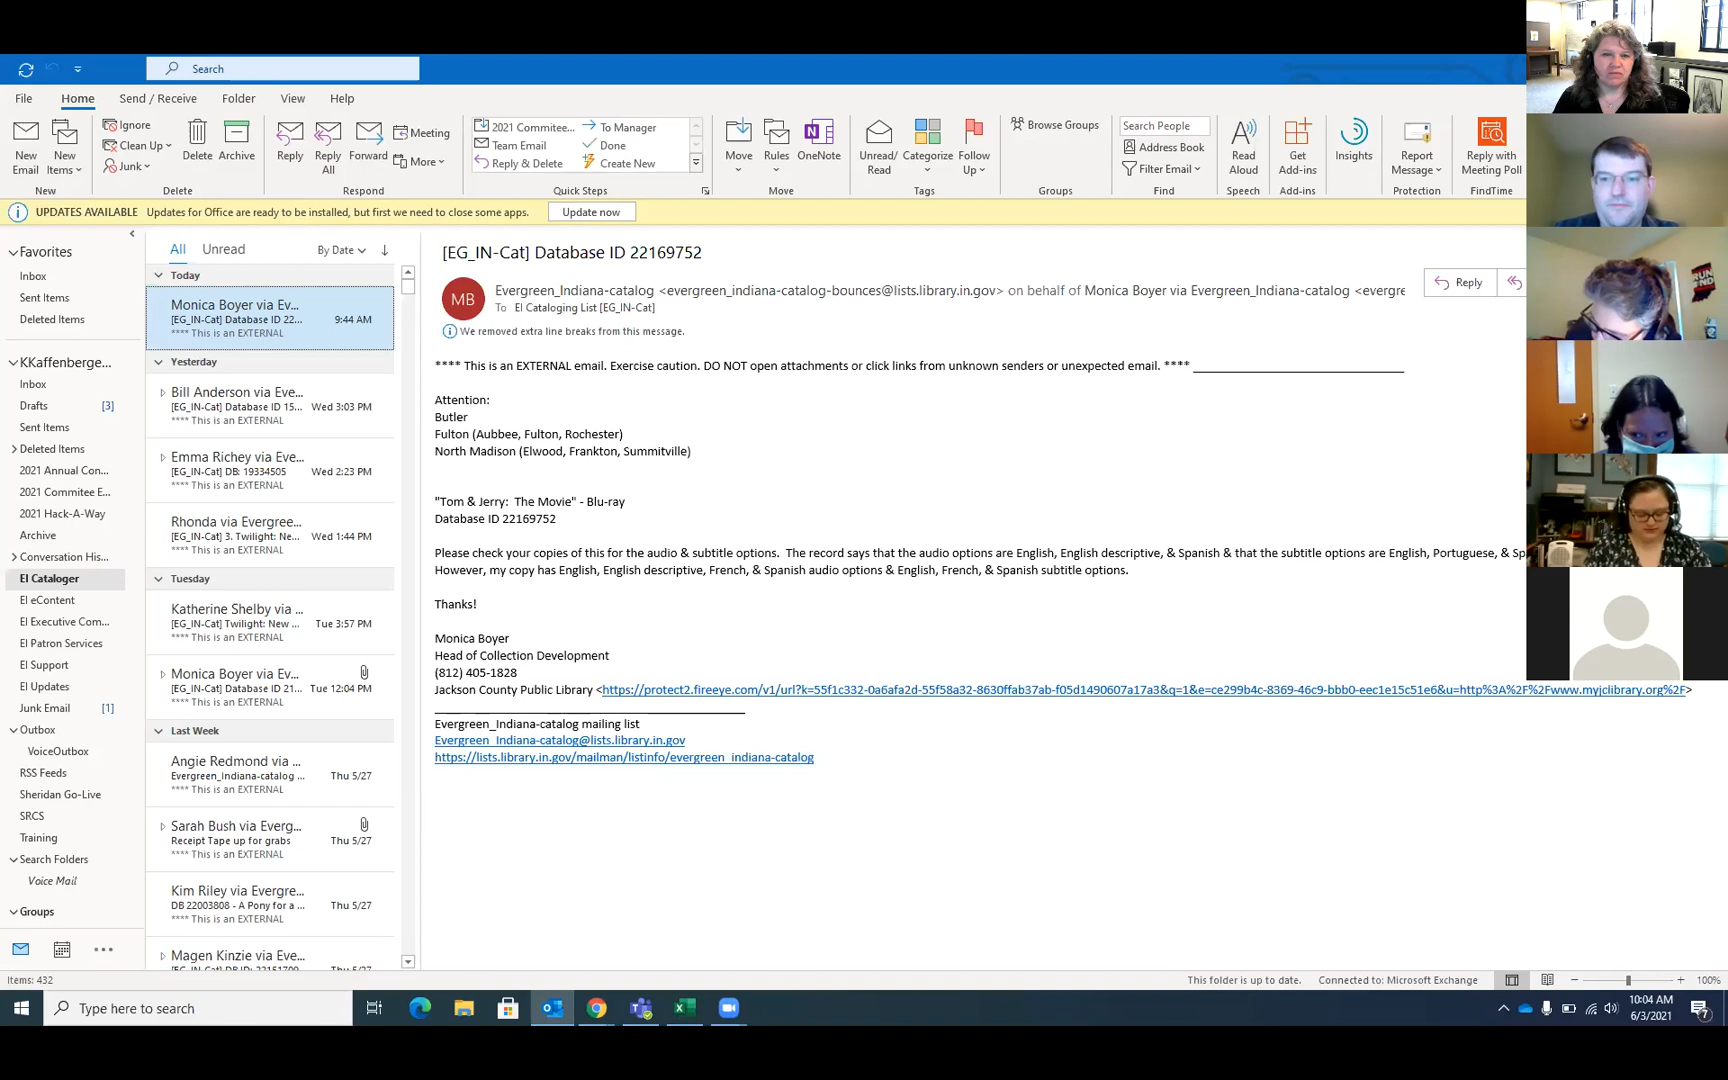 Search
File Home Send / Receive Folder View Help
New Email
New Items
New
Ignore
Clean Up
Junk
Delete
Archive
Delete
Reply
Reply All
Forward
Meeting
More
Respond
2021 Commitee...
Team Email
Reply & Delete
To Manager
Done
Create New
Quick Steps
Move
Rules
OneNote
Move
Unread/ Read
Categorize
Follow Up
Tags
Browse Groups
Groups
Search People
Address Book
Filter Email
Find
Read Aloud
Speech
Get Add-ins
Add-ins
Insights
Report Message
Protection
Reply with Meeting Poll
FindTime
UPDATES AVAILABLE Updates for Office are ready to be installed, but first we need to close some apps. Update now
Favorites
Inbox
Sent Items
Deleted Items
KKaffenberge...
Inbox
Drafts [3]
Sent Items
Deleted Items
2021 Annual Con...
2021 Commitee E...
2021 Hack-A-Way
Archive
Conversation His...
EI Cataloger
EI eContent
EI Executive Com...
EI Patron Services
EI Support
EI Updates
Junk Email [1]
Outbox
VoiceOutbox
RSS Feeds
Sheridan Go-Live
SRCS
Training
Search Folders
Voice Mail
Groups
All Unread By Date
Today
Monica Boyer via Ev...
[EG_IN-Cat] Database ID 22... 9:44 AM
**** This is an EXTERNAL
Yesterday
Bill Anderson via Eve...
[EG_IN-Cat] Database ID 15... Wed 3:03 PM
**** This is an EXTERNAL
Emma Richey via Eve...
[EG_IN-Cat] DB: 19334505 Wed 2:23 PM
**** This is an EXTERNAL
Rhonda via Evergree...
[EG_IN-Cat] 3. Twilight: Ne... Wed 1:44 PM
**** This is an EXTERNAL
Tuesday
Katherine Shelby via ...
[EG_IN-Cat] Twilight: New ... Tue 3:57 PM
**** This is an EXTERNAL
Monica Boyer via Ev...
[EG_IN-Cat] Database ID 21... Tue 12:04 PM
**** This is an EXTERNAL
Last Week
Angie Redmond via ...
Evergreen_Indiana-catalog ... Thu 5/27
**** This is an EXTERNAL
Sarah Bush via Everg...
Receipt Tape up for grabs Thu 5/27
**** This is an EXTERNAL
Kim Riley via Evergre...
DB 22003808 - A Pony for a ... Thu 5/27
**** This is an EXTERNAL
Magen Kinzie via Eve...
[EG_IN-Cat] DB ID: 22151709 Thu 5/27
[EG_IN-Cat] Database ID 22169752
MB
Evergreen_Indiana-catalog <evergreen_indiana-catalog-bounces@lists.library.in.gov> on behalf of Monica Boyer via Evergreen_Indiana-catalog <evergre
To EI Cataloging List [EG_IN-Cat]
Reply
We removed extra line breaks from this message.
**** This is an EXTERNAL email. Exercise caution. DO NOT open attachments or click links from unknown senders or unexpected email. ****
Attention:
Butler
Fulton (Aubbee, Fulton, Rochester)
North Madison (Elwood, Frankton, Summitville)
"Tom & Jerry: The Movie" - Blu-ray
Database ID 22169752
Please check your copies of this for the audio & subtitle options. The record says that the audio options are English, English descriptive, & Spanish & that the subtitle options are English, Portuguese, & Sp
However, my copy has English, English descriptive, French, & Spanish audio options & English, French, & Spanish subtitle options.
Thanks!
Monica Boyer
Head of Collection Development
(812) 405-1828
Jackson County Public Library <https://protect2.fireeye.com/v1/url?k=55f1c332-0a6afa2d-55f58a32-8630ffab37ab-f05d1490607a17a3&q=1&e=ce299b4c-8369-46c9-bbb0-eec1e15c51e6&u=http%3A%2F%2Fwww.myjclibrary.org%2F>
Evergreen_Indiana-catalog mailing list
Evergreen_Indiana-catalog@lists.library.in.gov
https://lists.library.in.gov/mailman/listinfo/evergreen_indiana-catalog
Items: 432 This folder is up to date. Connected to: Microsoft Exchange 100%
Type here to search
10:04 AM
6/3/2021
7